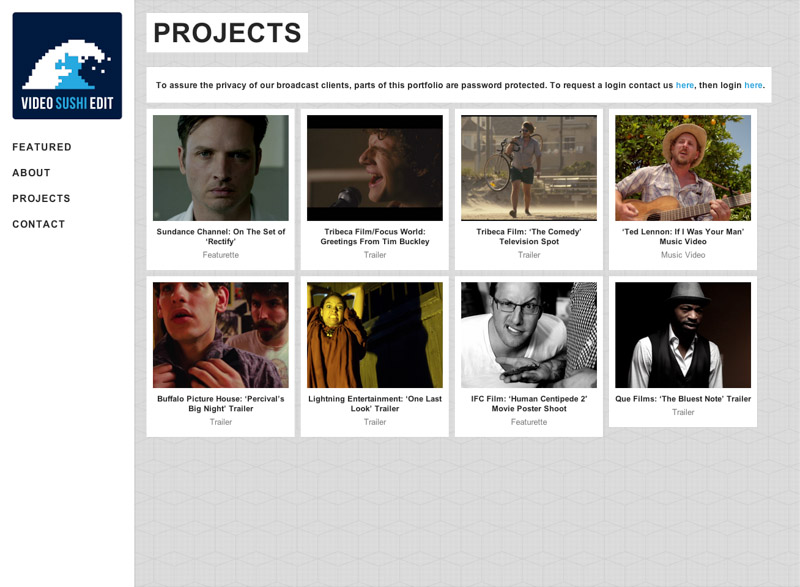 VIDEO SUSHI EDIT
FEATURED
ABOUT
PROJECTS
CONTACT
PROJECTS
To assure the privacy of our broadcast clients, parts of this portfolio are password protected. To request a login contact us here, then login here.
Sundance Channel: On The Set of
‘Rectify’
Featurette
Tribeca Film/Focus World:
Greetings From Tim Buckley
Trailer
Tribeca Film: ‘The Comedy’
Television Spot
Trailer
‘Ted Lennon: If I Was Your Man’
Music Video
Music Video
Buffalo Picture House: ‘Percival’s
Big Night’ Trailer
Trailer
Lightning Entertainment: ‘One Last
Look’ Trailer
Trailer
IFC Film: ‘Human Centipede 2’
Movie Poster Shoot
Featurette
Que Films: ‘The Bluest Note’ Trailer
Trailer